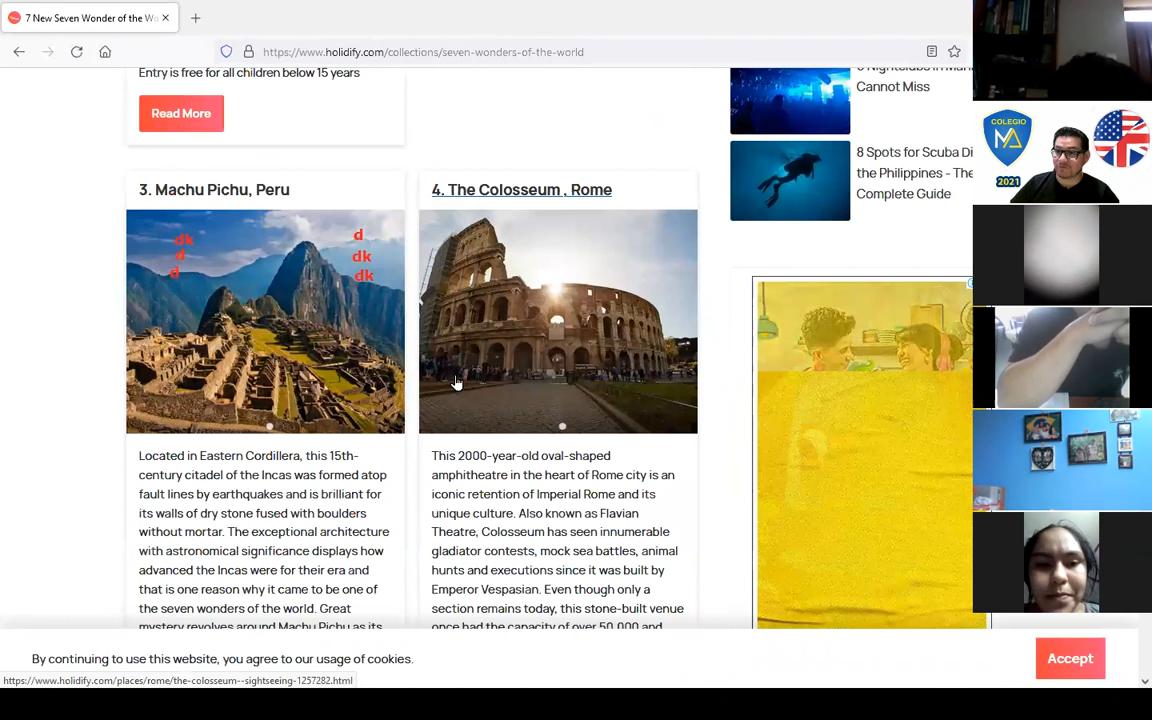 7 New Seven Wonder of the Wo
https://www.holidify.com/collections/seven-wonders-of-the-world
Entry is free for all children below 15 years
Read More
Cannot Miss
8 Spots for Scuba Di
the Philippines - The
Complete Guide
COLEGIO
MA
2021
3. Machu Pichu, Peru
dk
d
d
d
dk
dk
Located in Eastern Cordillera, this 15th-
century citadel of the Incas was formed atop
fault lines by earthquakes and is brilliant for
its walls of dry stone fused with boulders
without mortar. The exceptional architecture
with astronomical significance displays how
advanced the Incas were for their era and
that is one reason why it came to be one of
the seven wonders of the world. Great
mystery revolves around Machu Pichu as its
4. The Colosseum , Rome
This 2000-year-old oval-shaped
amphitheatre in the heart of Rome city is an
iconic retention of Imperial Rome and its
unique culture. Also known as Flavian
Theatre, Colosseum has seen innumerable
gladiator contests, mock sea battles, animal
hunts and executions since it was built by
Emperor Vespasian. Even though only a
section remains today, this stone-built venue
once had the capacity of over 50,000 and
By continuing to use this website, you agree to our usage of cookies.
Accept
https://www.holidify.com/places/rome/the-colosseum--sightseeing-1257282.html